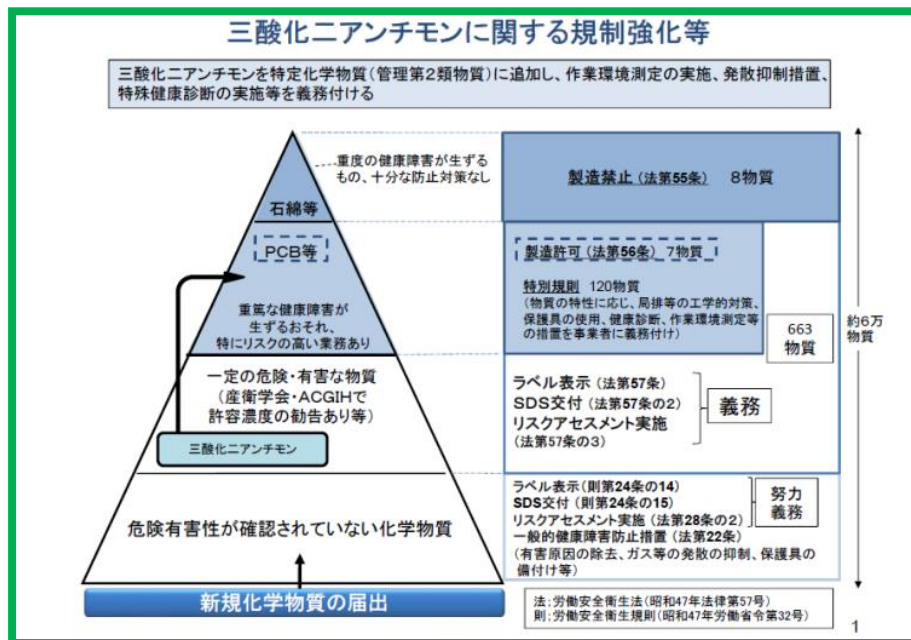 三酸化二アンチモンに関する規制強化等
三酸化二アンチモンを特定化学物質(管理第2類物質)に追加し、作業環境測定の実施、発散抑制措置、
特殊健康診断の実施等を義務付ける
重度の健康障害が生ずる
もの、十分な防止対策なし
石綿等
PCB等
重篤な健康障害が
生ずるおそれ、
特にリスクの高い業務あり
一定の危険・有害な物質
(産衛学会・ACGIHで
許容濃度の勧告あり等)
三酸化二アンチモン
危険有害性が確認されていない化学物質
新規化学物質の届出
製造禁止(法第55条) 8物質
製造許可(法第56条) 7物質
特別規則 120物質
(物質の特性に応じ、局排等の工学的対策、
保護具の使用、健康診断、作業環境測定等
の措置を事業者に義務付け)
663
物質
約6万
物質
ラベル表示(法第57条)
SDS交付(法第57条の2)
リスクアセスメント実施
(法第57条の3)
義務
ラベル表示(則第24条の14)
SDS交付(則第24条の15)
リスクアセスメント実施(法第28条の2)
一般的健康障害防止措置(法第22条)
(有害原因の除去、ガス等の発散の抑制、保護具の
備付け等)
努力
義務
法:労働安全衛生法(昭和47年法律第57号)
則:労働安全衛生規則(昭和47年労働省令第32号)
1